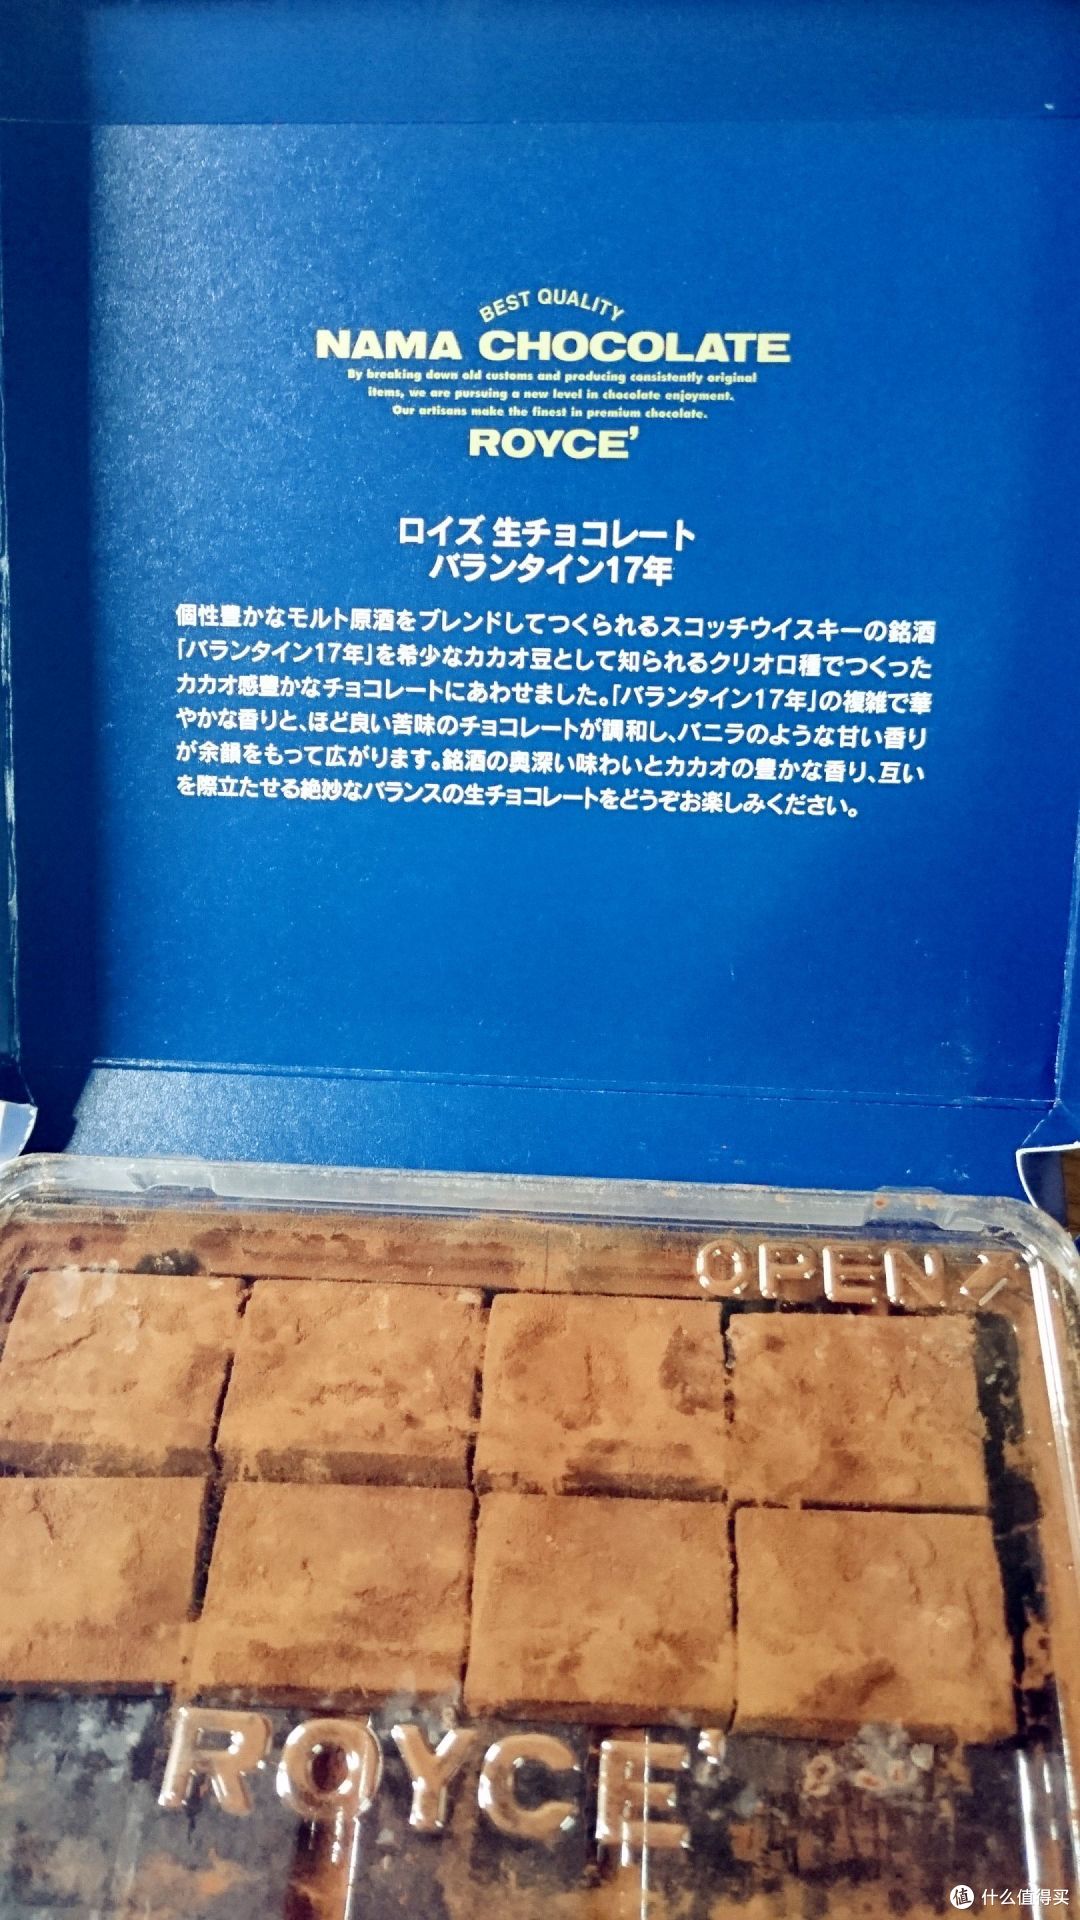 BEST QUALITY
NAMA CHOCOLATE
By breaking down old customs and producing consistently original
items, we are pursuing a new level in chocolate enjoyment.
Our artisans make the finest in premium chocolate.
ROYCE'
ロイズ 生チョコレート
バランタイン17年
個性豊かなモルト原酒をブレンドしてつくられるスコッチウイスキーの銘酒
「バランタイン17年」を希少なカカオ豆として知られるクリオロ種でつくった
カカオ感豊かなチョコレートにあわせました。「バランタイン17年」の複雑で華
やかな香りと、ほど良い苦味のチョコレートが調和し、バニラのような甘い香り
が余韻をもって広がります。銘酒の奥深い味わいとカカオの豊かな香り、互い
を際立たせる絶妙なバランスの生チョコレートをどうぞお楽しみください。
OPEN
ROYCE'
值 什么值得买